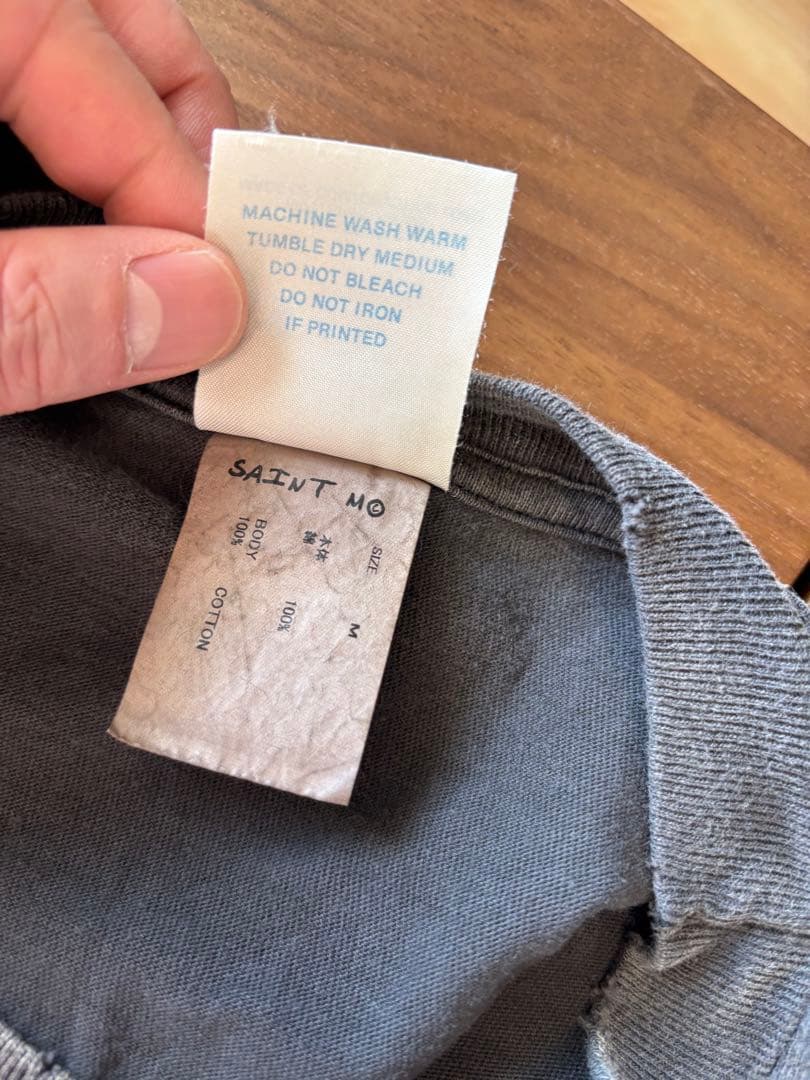 MACHINE WASH WARM
TUMBLE DRY MEDIUM
DO NOT BLEACH
DO NOT IRON
IF PRINTED
SAINT M©
SIZE M
本体
綿 100%
BODY
100% COTTON